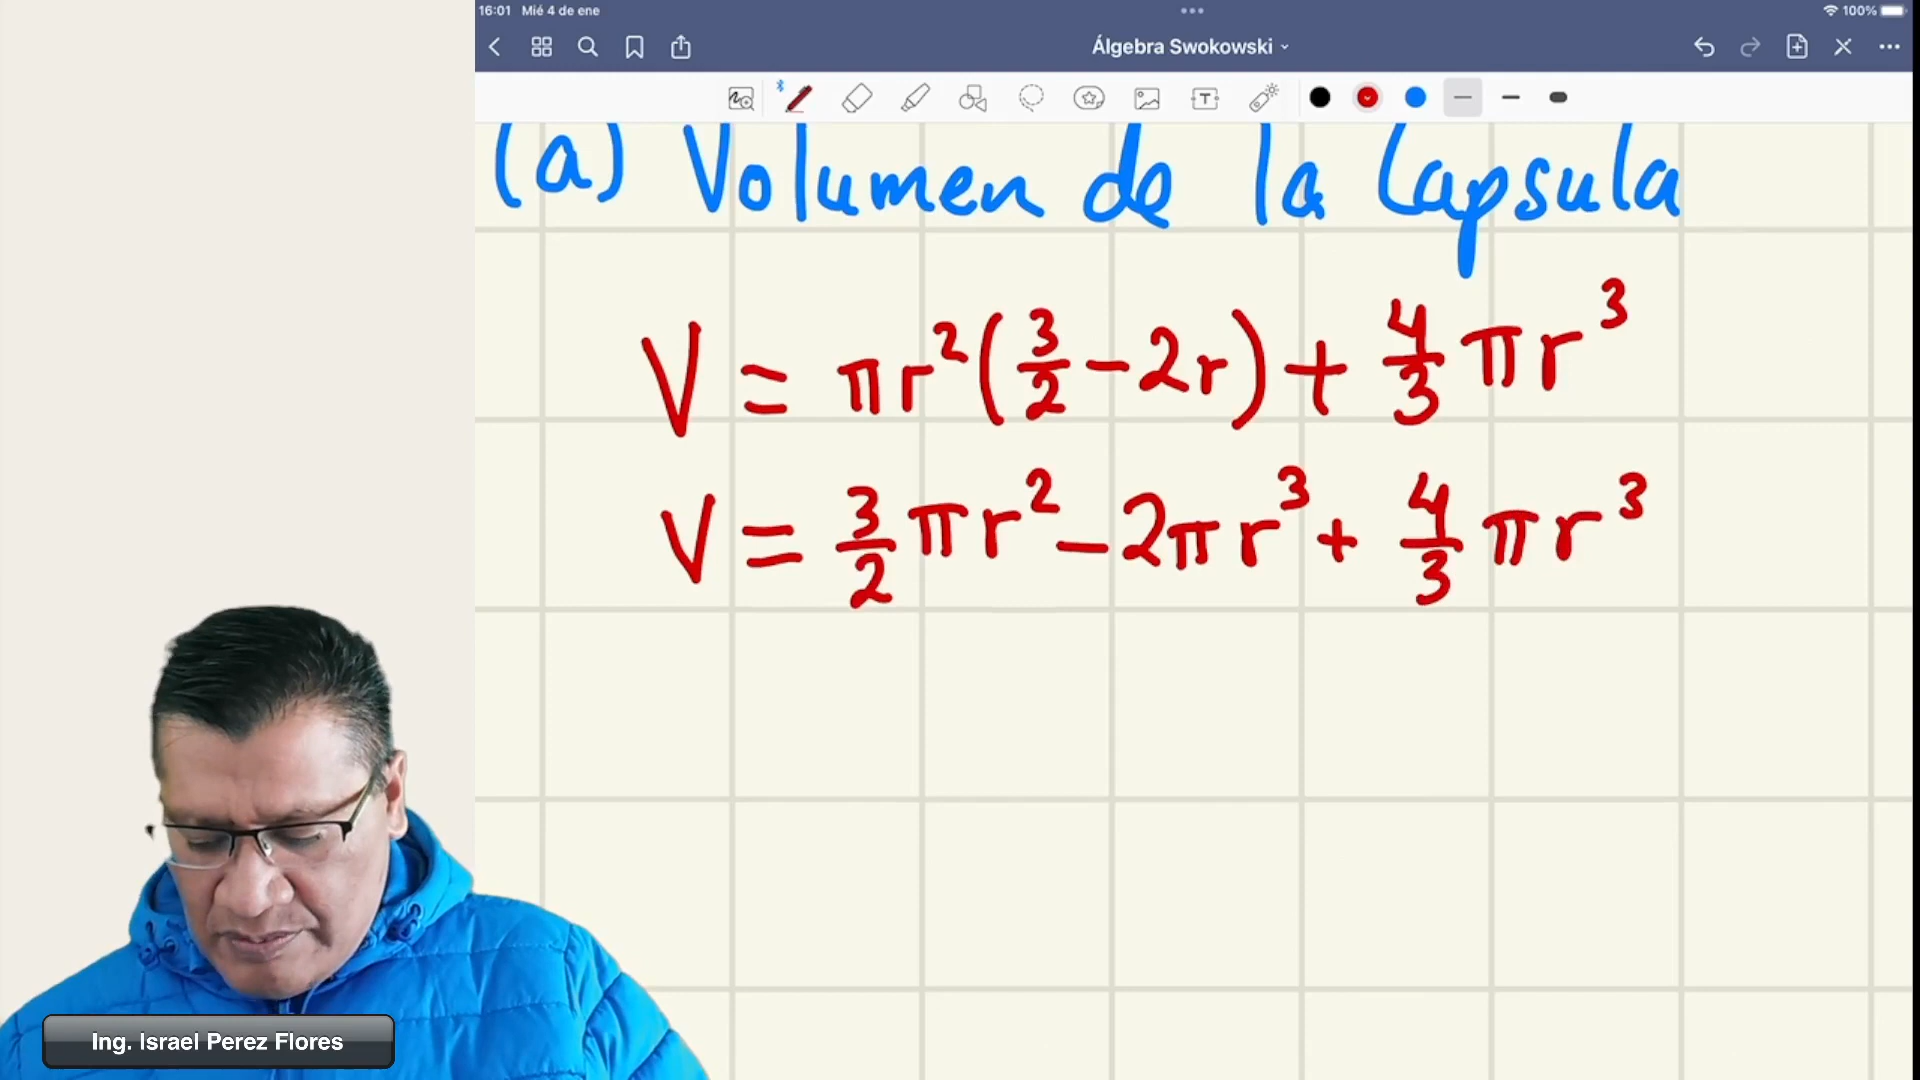 16:01 Mié 4 de ene
100%
Álgebra Swokowski
(a) Volumen de la Capsula
V = πr²(3/2 - 2r) + 4/3 πr³
V = 3/2 πr² - 2πr³ + 4/3 πr³
Ing. Israel Perez Flores